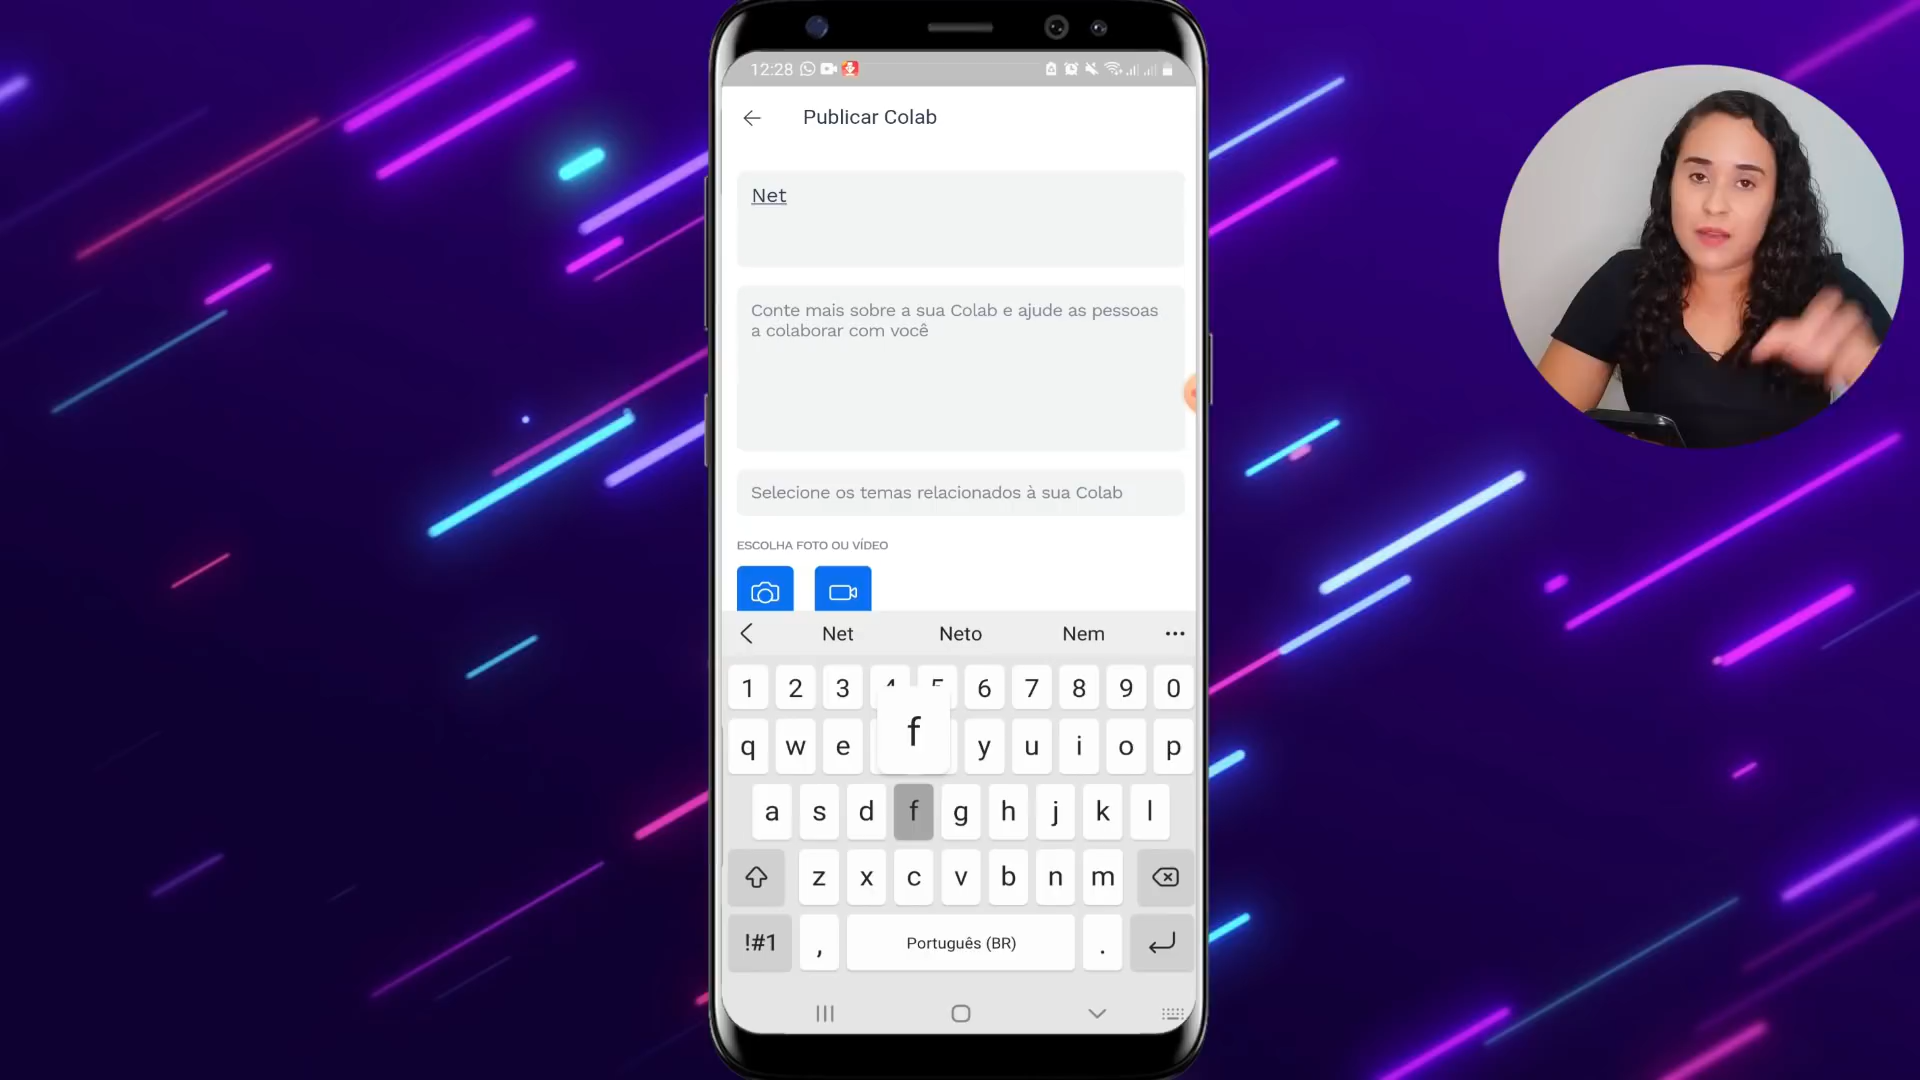 12:28
Publicar Colab
Net
Conte mais sobre a sua Colab e ajude as pessoas
a colaborar com você
Selecione os temas relacionados à sua Colab
ESCOLHA FOTO OU VÍDEO
Net Neto Nem
1 2 3 4 5 6 7 8 9 0
q w e f y u i o p
a s d f g h j k l
z x c v b n m
!#1 , Português (BR) .